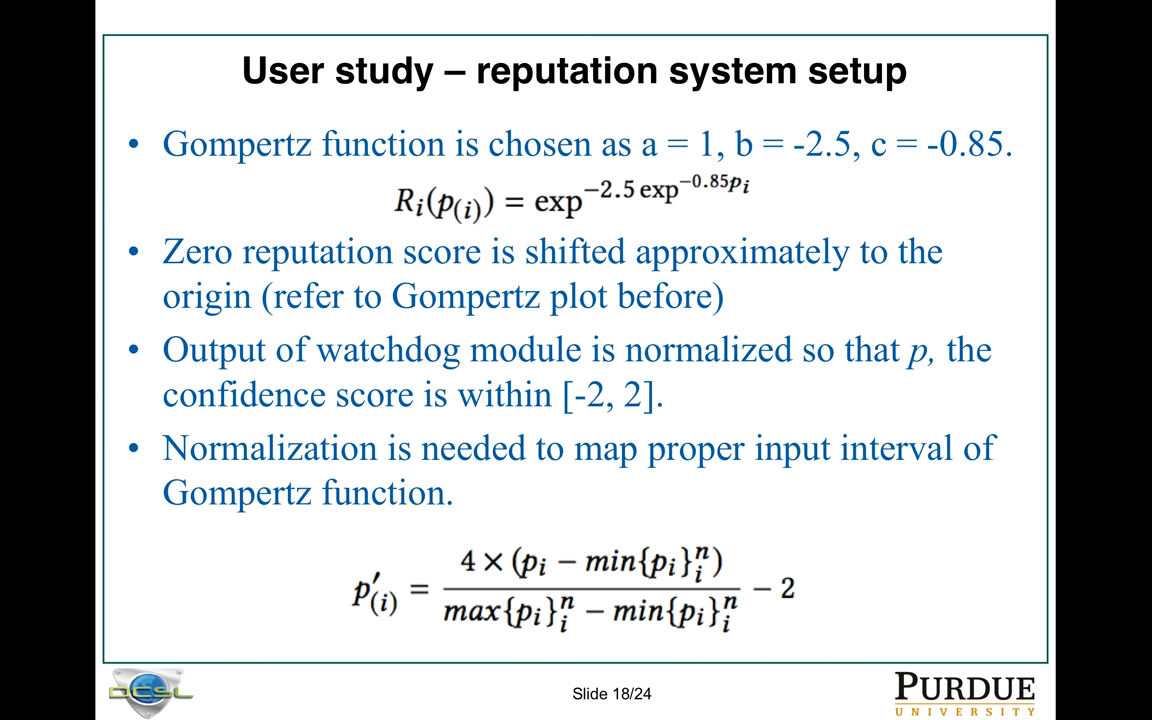 User study – reputation system setup
• Gompertz function is chosen as a = 1, b = -2.5, c = -0.85.
R_i(p_(i)) = exp^{−2.5 exp^{−0.85p_i}}
• Zero reputation score is shifted approximately to the
origin (refer to Gompertz plot before)
• Output of watchdog module is normalized so that p, the
confidence score is within [-2, 2].
• Normalization is needed to map proper input interval of
Gompertz function.
p′_(i) = \frac{4 × (p_i − min{p_i}_i^n)}{max{p_i}_i^n − min{p_i}_i^n} − 2
DCSL
Slide 18/24
PURDUE
UNIVERSITY